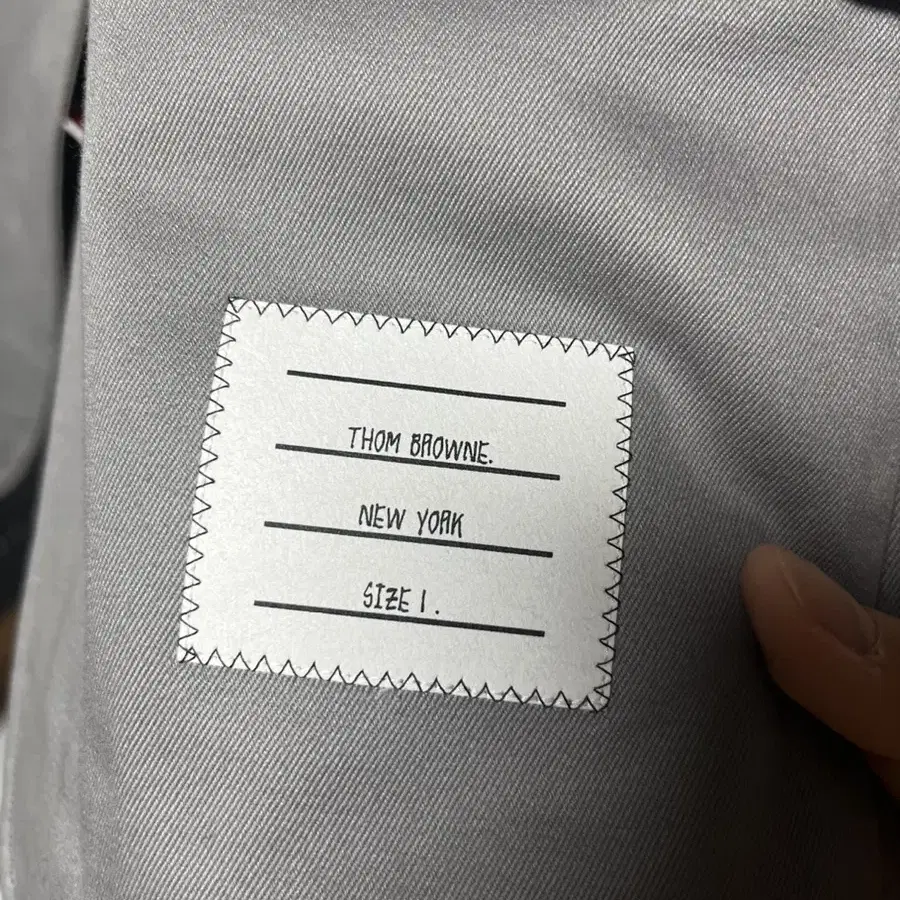 THOM BROWNE.
NEW YORK
SIZE 1.